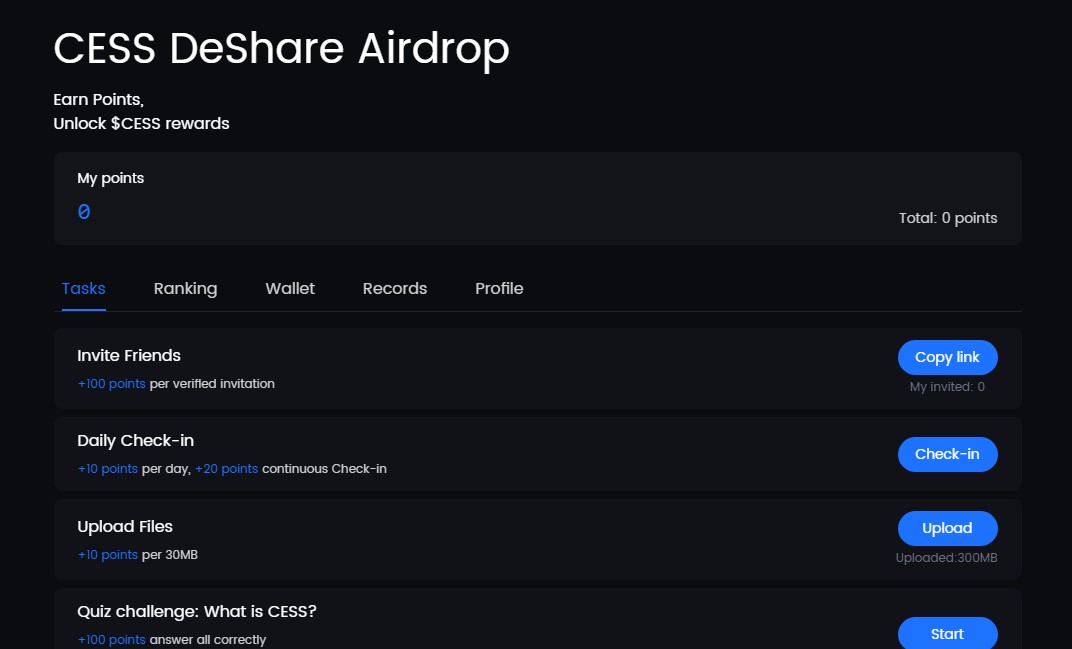 CESS DeShare Airdrop
Earn Points,
Unlock $CESS rewards
My points
0
Total: 0 points
Tasks Ranking Wallet Records Profile
Invite Friends
+100 points per verified invitation
Copy link
My invited: 0
Daily Check-in
+10 points per day, +20 points continuous Check-in
Check-in
Upload Files
+10 points per 30MB
Upload
Uploaded:300MB
Quiz challenge: What is CESS?
+100 points answer all correctly
Start